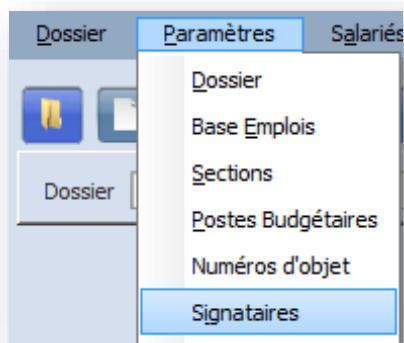 Dossier Paramètres Salariés
Dossier
Base Emplois
Sections
Dossier
Postes Budgétaires
Numéros d'objet
Signataires